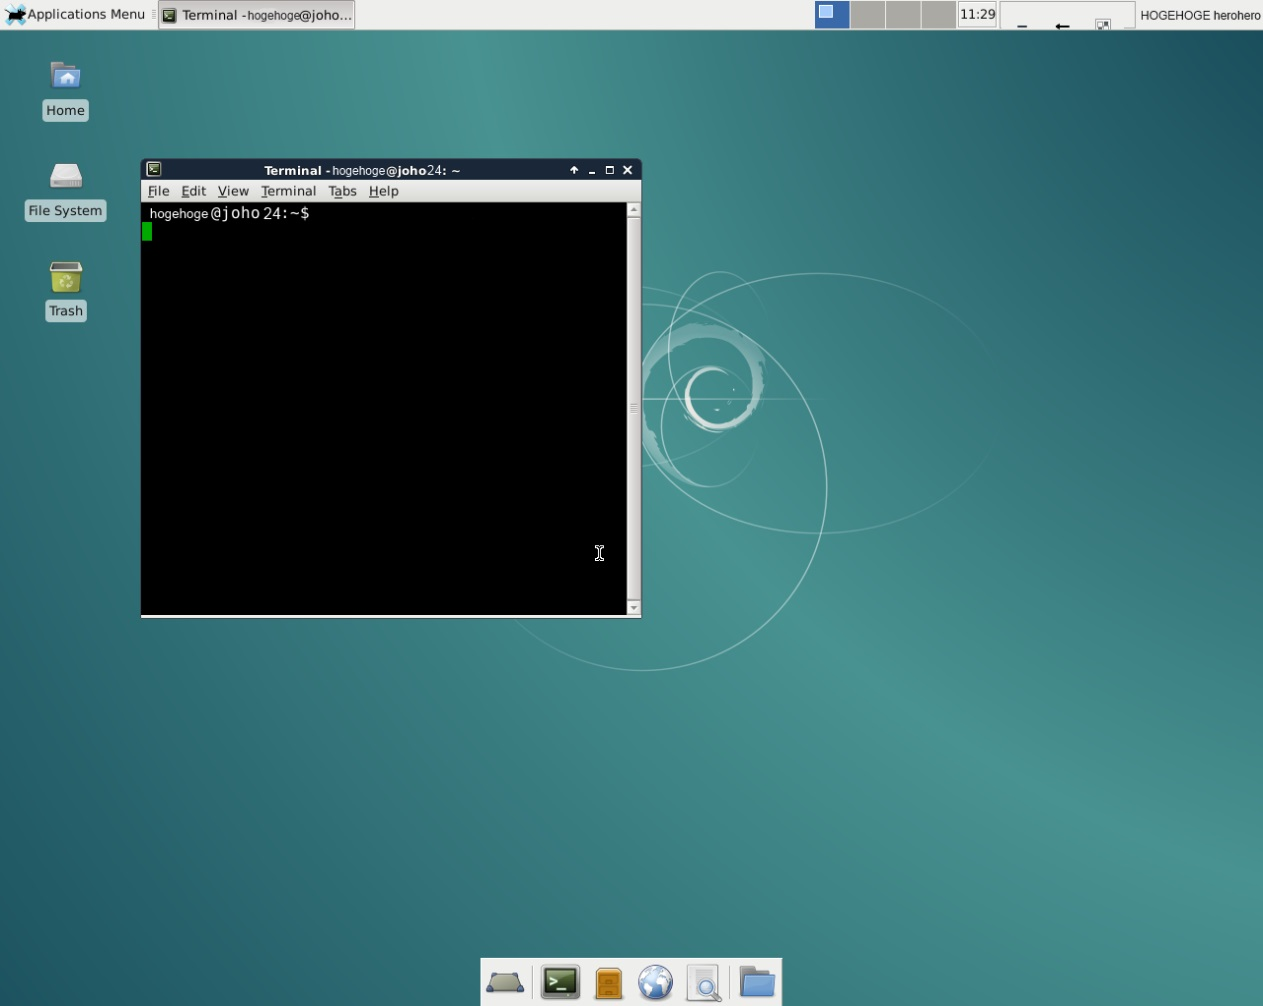 Applications Menu
Terminal -hogehoge@joho...
11:29
HOGEHOGE herohero
Home
File System
Trash
Terminal -hogehoge@joho24: ~
File Edit View Terminal Tabs Help
hogehoge@joho24:~$